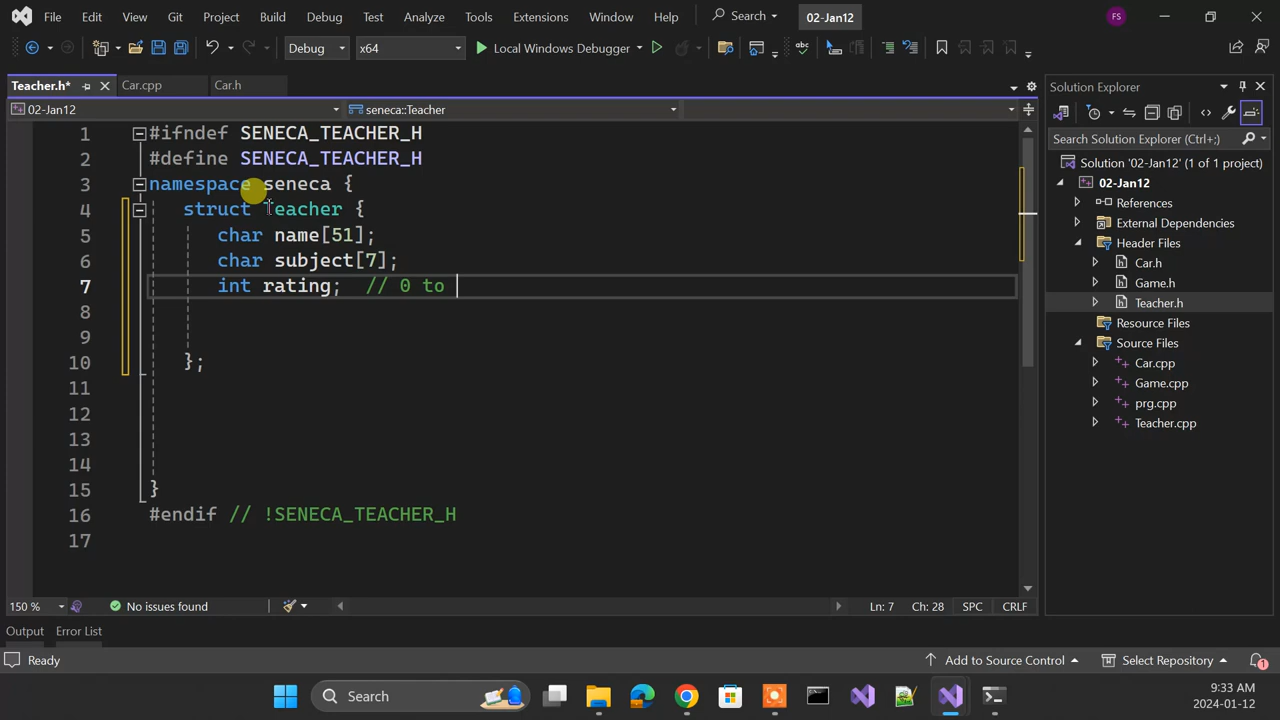 File Edit View Git Project Build Debug Test Analyze Tools Extensions Window Help Search 02-Jan12 FS
Debug x64 Local Windows Debugger
Teacher.h* Car.cpp Car.h
02-Jan12 seneca::Teacher
1 #ifndef SENECA_TEACHER_H
2 #define SENECA_TEACHER_H
3 namespace seneca {
4 struct Teacher {
5 char name[51];
6 char subject[7];
7 int rating; // 0 to
8
9
10 };
11
12
13
14
15 }
16 #endif // !SENECA_TEACHER_H
17
150 % No issues found Ln: 7 Ch: 28 SPC CRLF
Output Error List
Solution Explorer
Search Solution Explorer (Ctrl+;)
Solution '02-Jan12' (1 of 1 project)
02-Jan12
References
External Dependencies
Header Files
Car.h
Game.h
Teacher.h
Resource Files
Source Files
Car.cpp
Game.cpp
prg.cpp
Teacher.cpp
Ready Add to Source Control Select Repository 1
Search 9:33 AM
2024-01-12